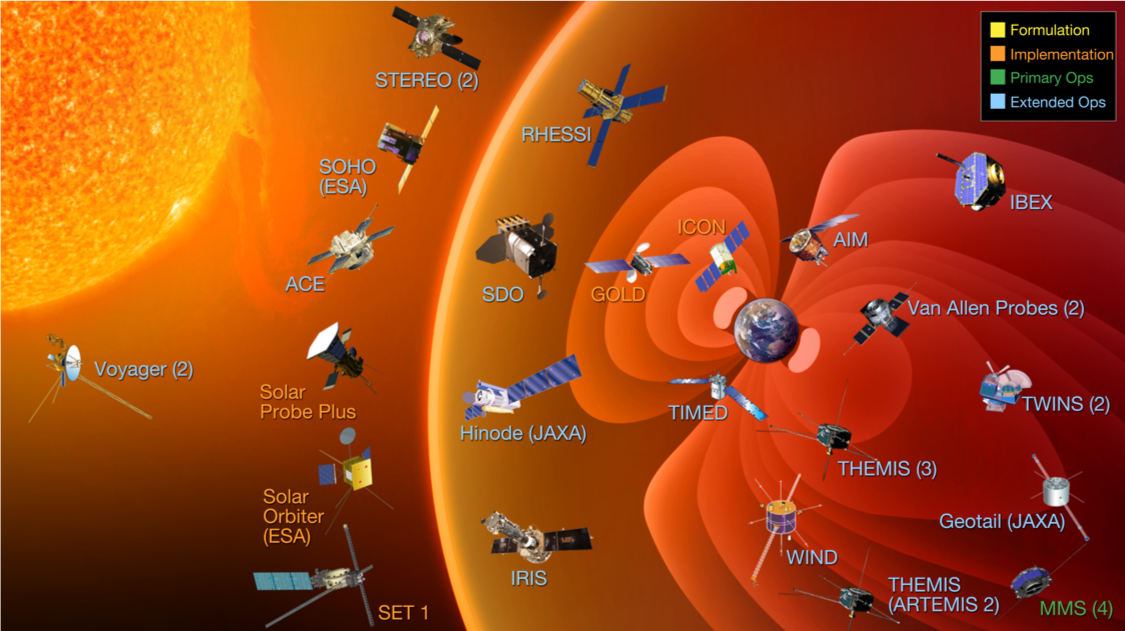 Formulation
Implementation
Primary Ops
Extended Ops
STEREO (2)
RHESSI
SOHO
(ESA)
IBEX
ICON
AIM
ACE
SDO
GOLD
Van Allen Probes (2)
Voyager (2)
Solar
Probe Plus
TIMED
TWINS (2)
Hinode (JAXA)
THEMIS (3)
Solar
Orbiter
(ESA)
Geotail (JAXA)
WIND
IRIS
THEMIS
(ARTEMIS 2)
SET 1
MMS (4)